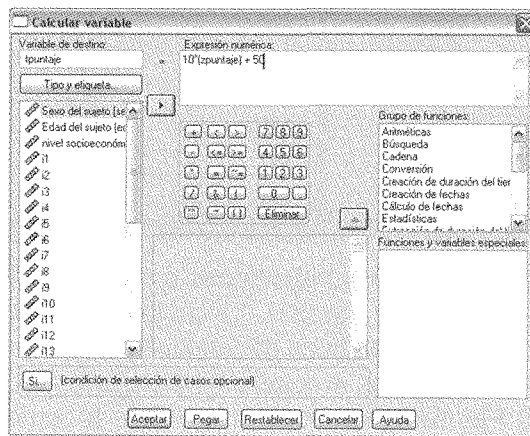 Calcular variable
Variable de destino:
tpuntaje
=
Expresión numérica:
10*(zpuntaje) + 50
Tipo y etiqueta...
Sexo del sujeto [se
Edad del sujeto [ed
nivel socioeconóm
i1
i2
i3
i4
i5
i6
i7
i8
i9
i10
i11
i12
i13
+ < > 7 8 9
- <= >= 4 5 6
* = ~= 1 2 3
/ & | 0 .
** ~ ( ) Eliminar
Grupo de funciones:
Aritméticas
Búsqueda
Cadena
Conversión
Creación de duración del tier
Creación de fechas
Cálculo de fechas
Estadísticas
Funciones y variables especiales:
Si... (condición de selección de casos opcional)
Aceptar Pegar Restablecer Cancelar Ayuda